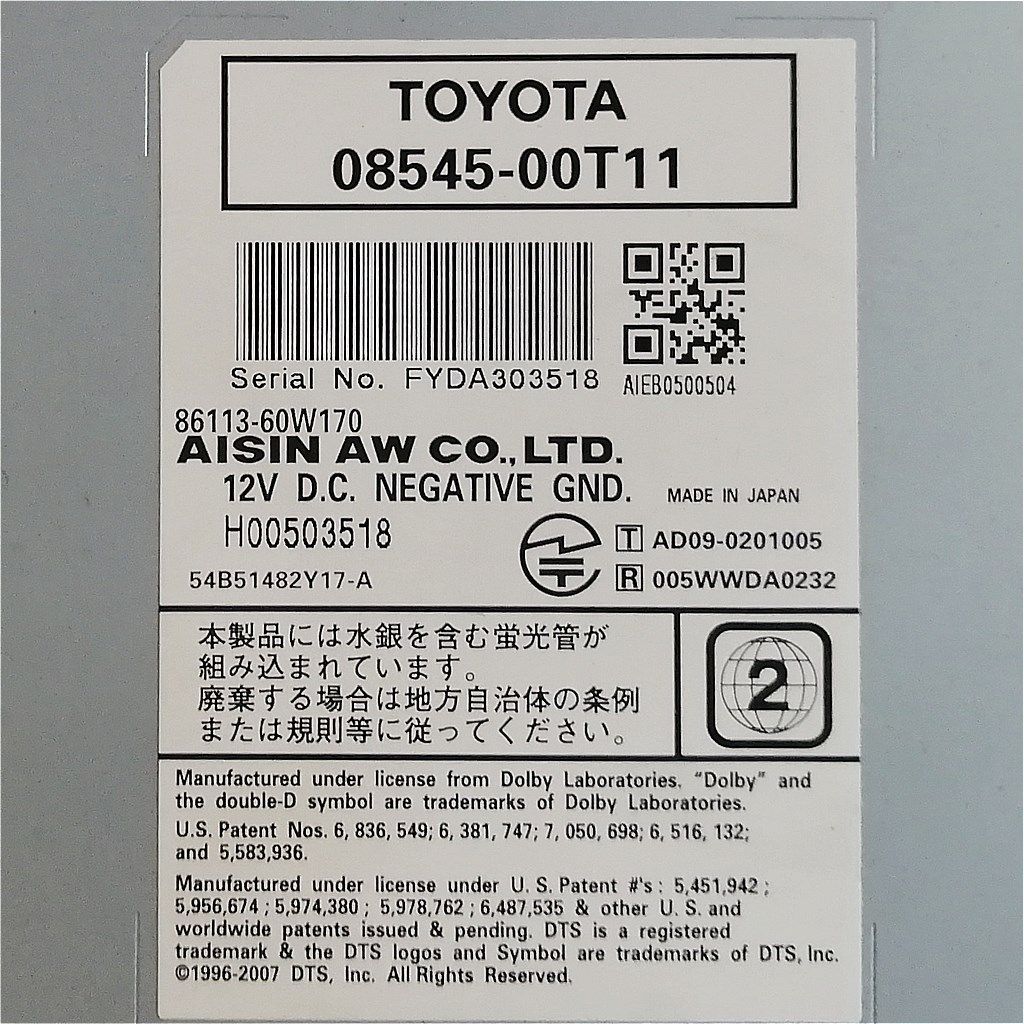 TOYOTA
08545-00T11
Serial No. FYDA303518
AIEB0500504
86113-60W170
AISIN AW CO.,LTD.
12V D.C. NEGATIVE GND. MADE IN JAPAN
H00503518
T AD09-0201005
R 005WWDA0232
54B51482Y17-A
本製品には水銀を含む蛍光管が
組み込まれています。
廃棄する場合は地方自治体の条例
または規則等に従ってください。
2
Manufactured under license from Dolby Laboratories. "Dolby" and
the double-D symbol are trademarks of Dolby Laboratories.
U.S. Patent Nos. 6, 836, 549; 6, 381, 747; 7, 050, 698; 6, 516, 132;
and 5,583,936.
Manufactured under license under U. S. Patent #'s : 5,451,942 ;
5,956,674 ; 5,974,380 ; 5,978,762 ; 6,487,535 & other U. S. and
worldwide patents issued & pending. DTS is a registered
trademark & the DTS logos and Symbol are trademarks of DTS, Inc.
©1996-2007 DTS, Inc. All Rights Reserved.